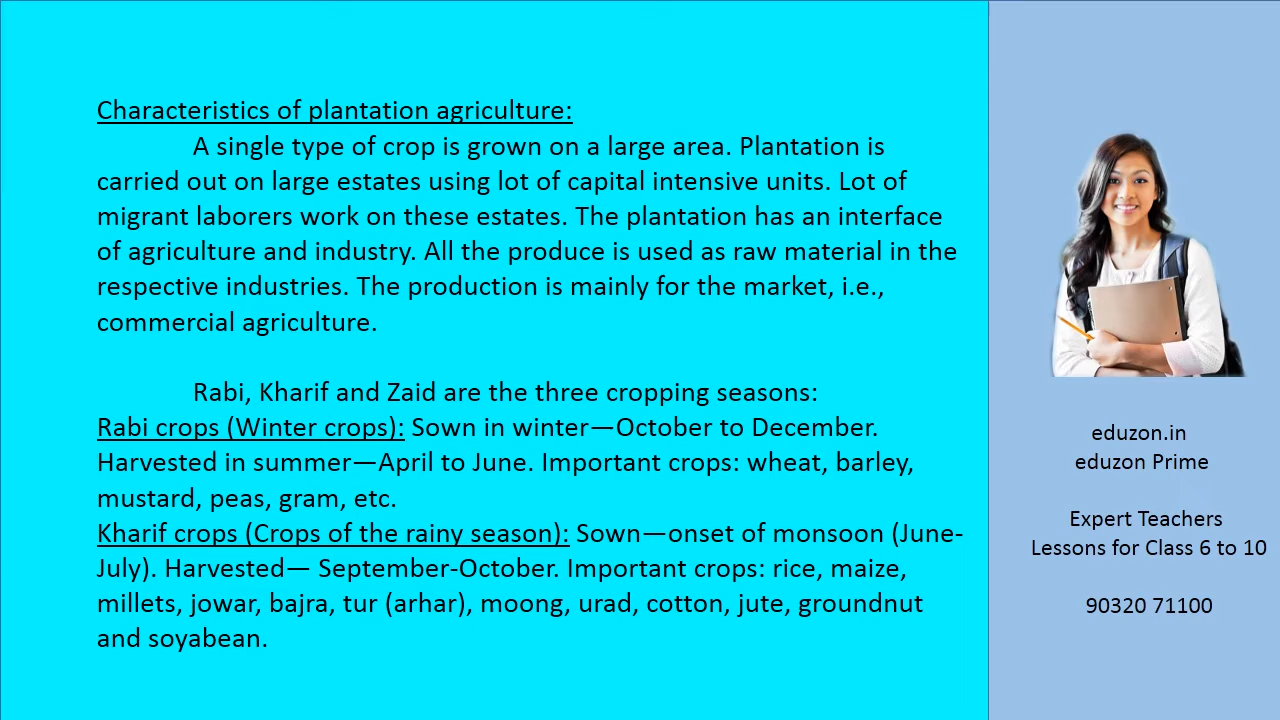 Characteristics of plantation agriculture:
A single type of crop is grown on a large area. Plantation is
carried out on large estates using lot of capital intensive units. Lot of
migrant laborers work on these estates. The plantation has an interface
of agriculture and industry. All the produce is used as raw material in the
respective industries. The production is mainly for the market, i.e.,
commercial agriculture.
Rabi, Kharif and Zaid are the three cropping seasons:
Rabi crops (Winter crops): Sown in winter—October to December.
Harvested in summer—April to June. Important crops: wheat, barley,
mustard, peas, gram, etc.
Kharif crops (Crops of the rainy season): Sown—onset of monsoon (June-
July). Harvested— September-October. Important crops: rice, maize,
millets, jowar, bajra, tur (arhar), moong, urad, cotton, jute, groundnut
and soyabean.
eduzon.in
eduzon Prime
Expert Teachers
Lessons for Class 6 to 10
90320 71100